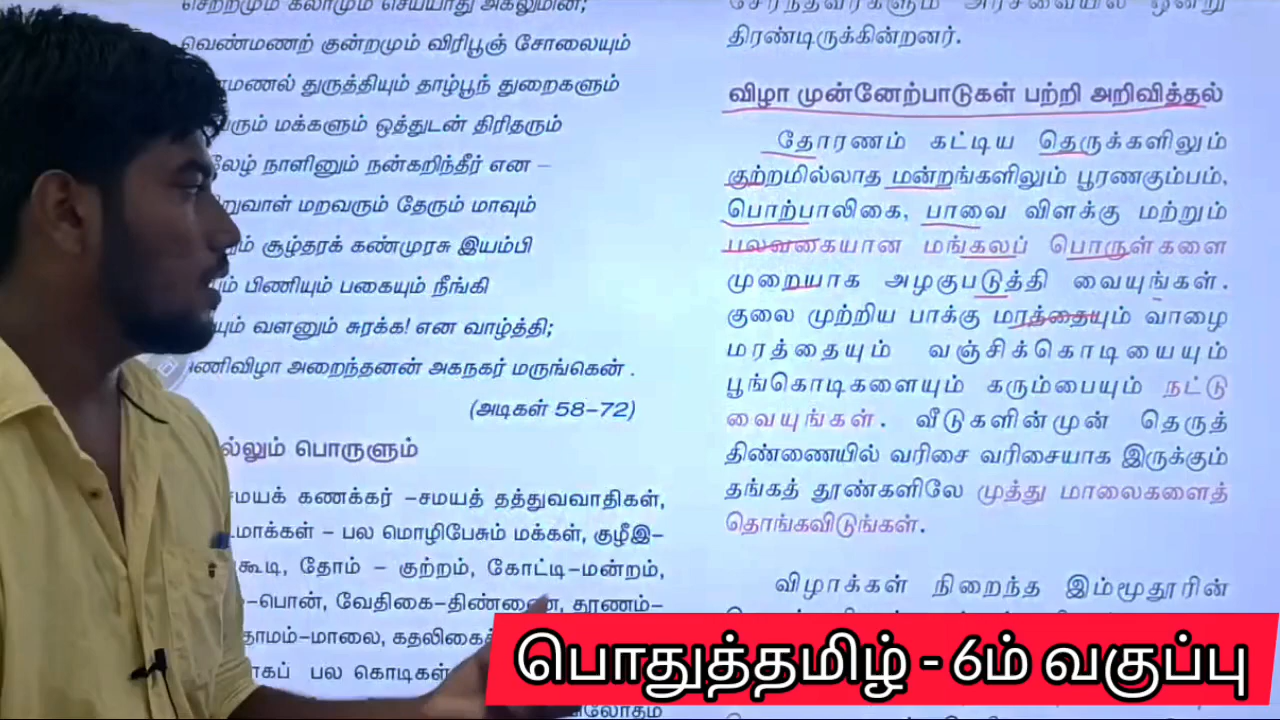 செற்றமும் கலாமும் செய்யாது அகலுமின்;
வெண்மணற் குன்றமும் விரிபூஞ் சோலையும்
துருத்தியும் தாழ்பூந் துறைகளும்
மக்களும் ஒத்துடன் திரிதரும்
நாளினும் நன்கறிந்தீர் என –
மறவரும் தேரும் மாவும்
சூழ்தரக் கண்முரசு இயம்பி
பிணியும் பகையும் நீங்கி
வளனும் சுரக்க! என வாழ்த்தி;
அறைந்தனன் அகநகர் மருங்கென் .
(அடிகள் 58–72)
பொருளும்
சமயக் கணக்கர் –சமயத் தத்துவவாதிகள்,
– பல மொழிபேசும் மக்கள், குழீஇ–
தோம் – குற்றம், கோட்டி–மன்றம்,
–பொன், வேதிகை–திண்ணை, தூணம்–
தாமம்–மாலை,
பல கொடிகள்
திரண்டிருக்கின்றனர்.
விழா முன்னேற்பாடுகள் பற்றி அறிவித்தல்
தோரணம் கட்டிய தெருக்களிலும்
குற்றமில்லாத மன்றங்களிலும் பூரணகும்பம்,
பொற்பாலிகை, பாவை விளக்கு மற்றும்
பலவகையான மங்கலப் பொருள்களை
முறையாக அழகுபடுத்தி வையுங்கள்.
குலை முற்றிய பாக்கு மரத்தையும் வாழை
மரத்தையும் வஞ்சிக்கொடியையும்
பூங்கொடிகளையும் கரும்பையும் நட்டு
வையுங்கள். வீடுகளின்முன் தெருத்
திண்ணையில் வரிசை வரிசையாக இருக்கும்
தங்கத் தூண்களிலே முத்து மாலைகளைத்
தொங்கவிடுங்கள்.
விழாக்கள் நிறைந்த இம்மூதூரின்
பொதுத்தமிழ் - 6ம் வகுப்பு